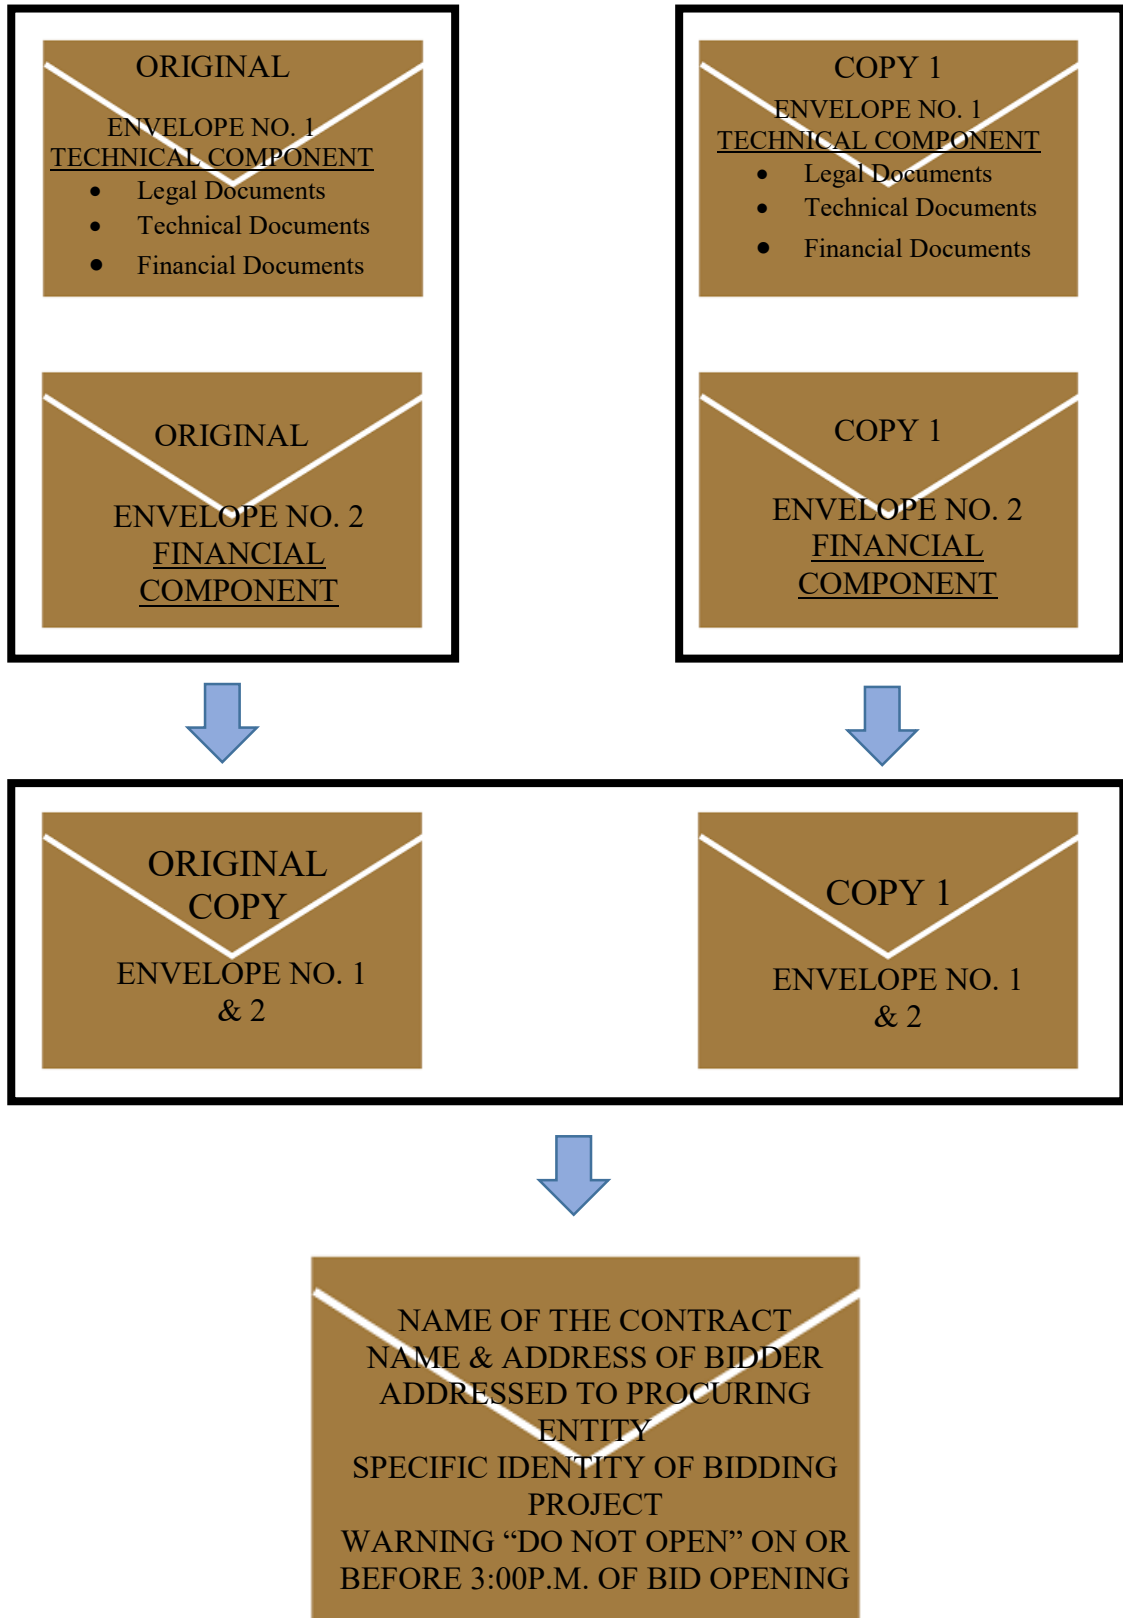 ORIGINAL
ENVELOPE NO. 1
TECHNICAL COMPONENT
• Legal Documents
• Technical Documents
• Financial Documents
ORIGINAL
ENVELOPE NO. 2
FINANCIAL
COMPONENT
COPY 1
ENVELOPE NO. 1
TECHNICAL COMPONENT
• Legal Documents
• Technical Documents
• Financial Documents
COPY 1
ENVELOPE NO. 2
FINANCIAL
COMPONENT
ORIGINAL
COPY
ENVELOPE NO. 1
& 2
COPY 1
ENVELOPE NO. 1
& 2
NAME OF THE CONTRACT
NAME & ADDRESS OF BIDDER
ADDRESSED TO PROCURING
ENTITY
SPECIFIC IDENTITY OF BIDDING
PROJECT
WARNING “DO NOT OPEN” ON OR
BEFORE 3:00P.M. OF BID OPENING